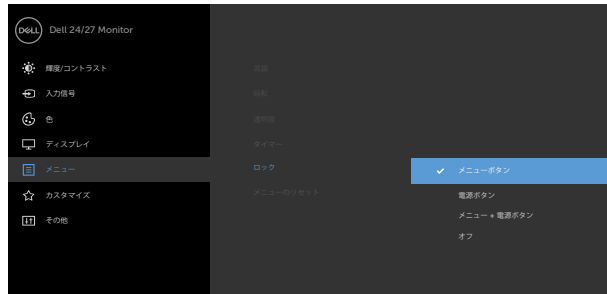 DELL
Dell 24/27 Monitor
輝度/コントラスト
入力信号
色
ディスプレイ
メニュー
カスタマイズ
その他
言語
回転
透明度
タイマー
ロック
メニューのリセット
メニューボタン
電源ボタン
メニュー + 電源ボタン
オフ